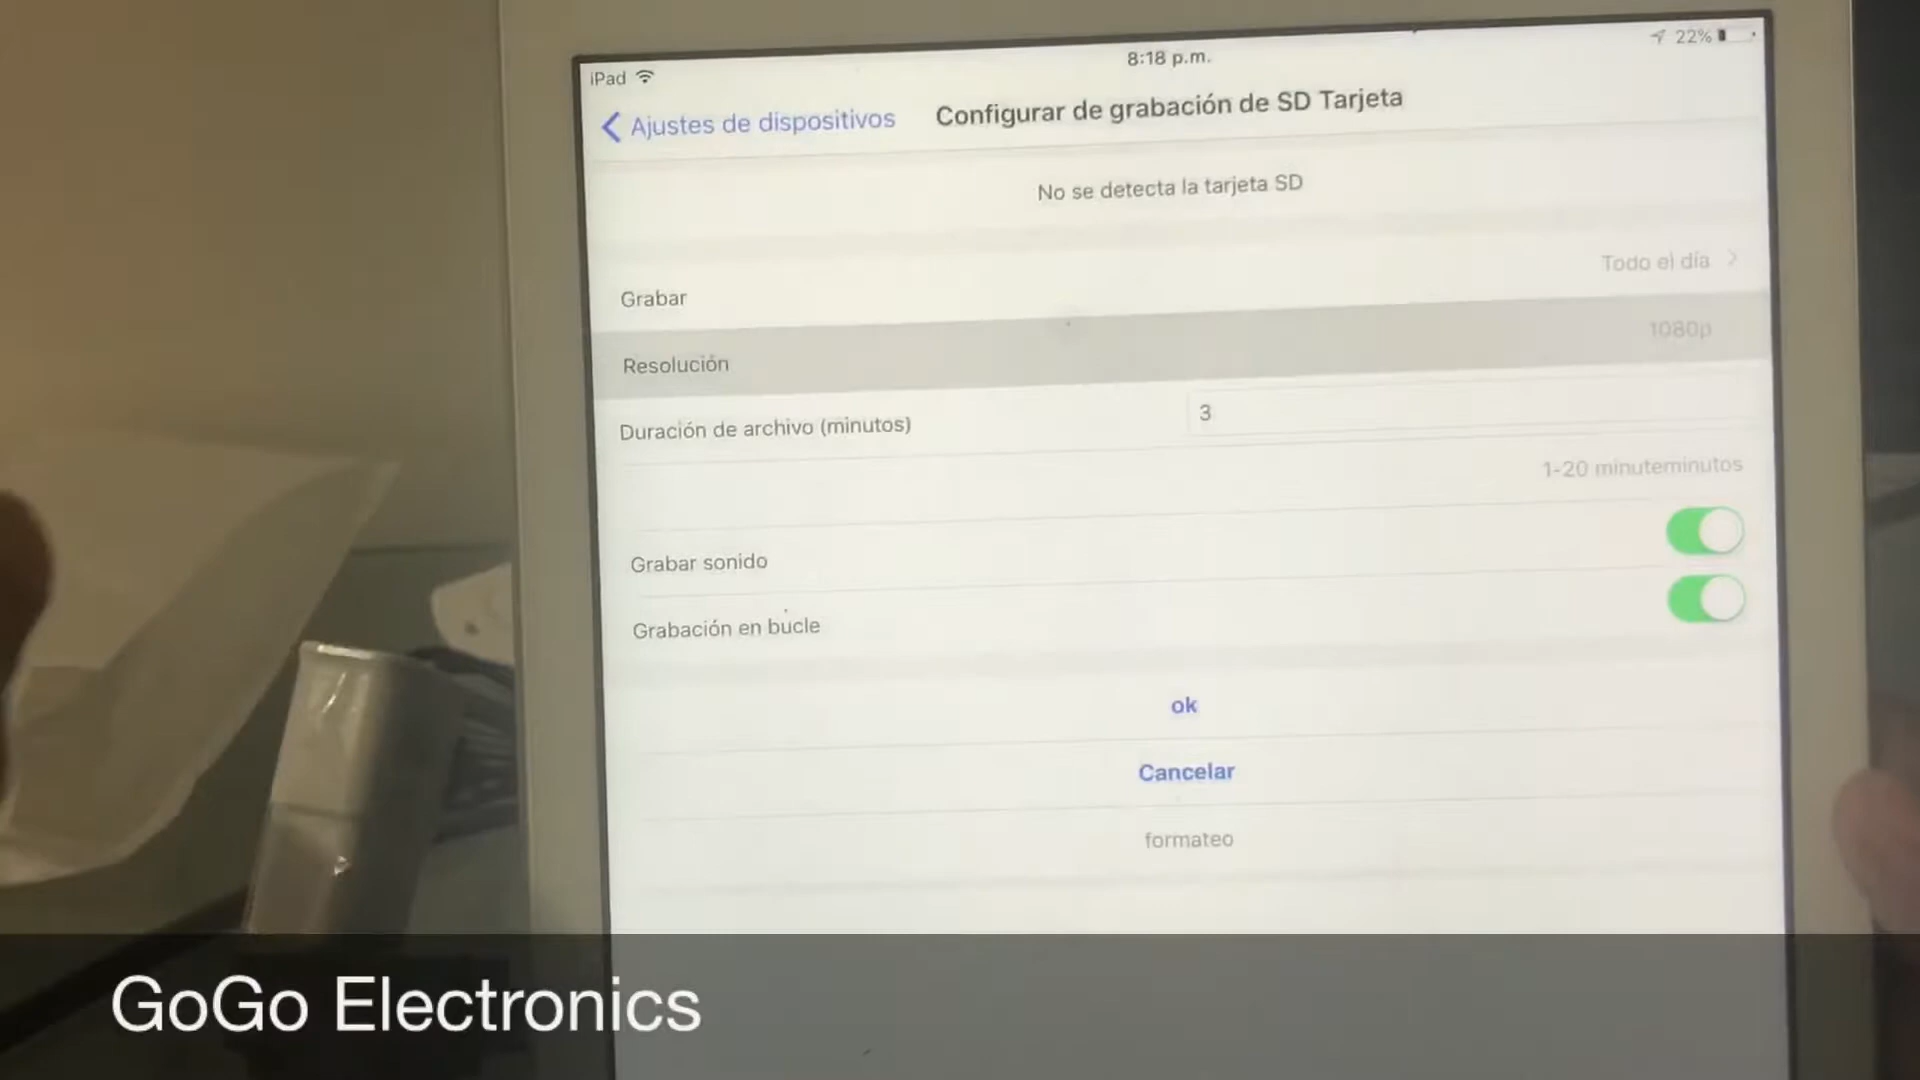 iPad
8:18 p.m.
22%
Ajustes de dispositivos
Configurar de grabación de SD Tarjeta
No se detecta la tarjeta SD
Grabar
Todo el día
Resolución
1080p
Duración de archivo (minutos)
3
1-20 minuteminutos
Grabar sonido
Grabación en bucle
ok
Cancelar
formateo
GoGo Electronics